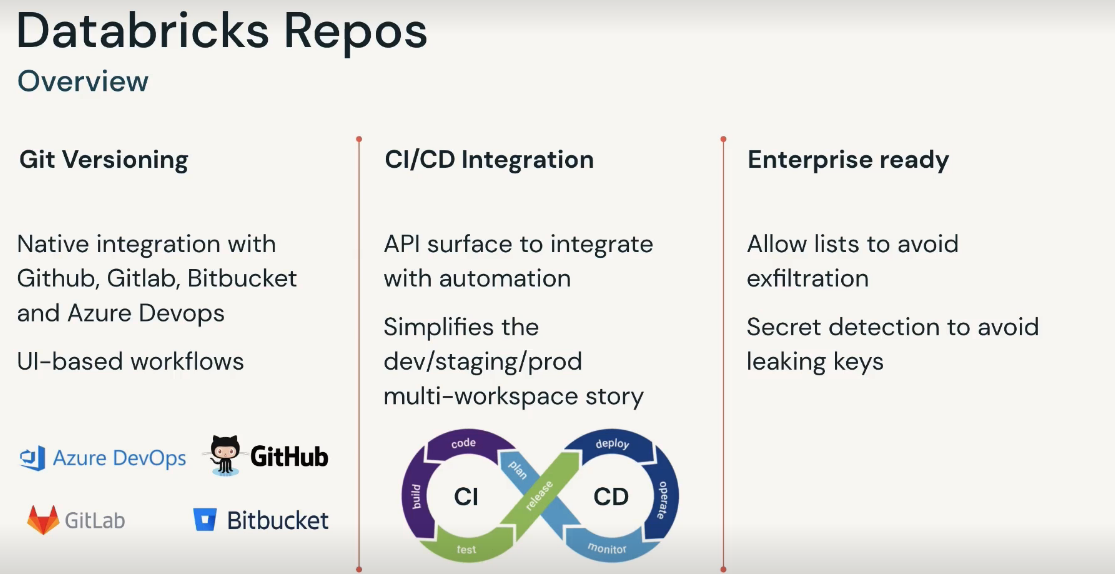 Databricks Repos
Overview
Git Versioning
Native integration with
Github, Gitlab, Bitbucket
and Azure Devops
UI-based workflows
Azure DevOps
GitHub
GitLab
Bitbucket
CI/CD Integration
API surface to integrate
with automation
Simplifies the
dev/staging/prod
multi-workspace story
code
build
CI
test
plan
release
deploy
CD
operate
monitor
Enterprise ready
Allow lists to avoid
exfiltration
Secret detection to avoid
leaking keys